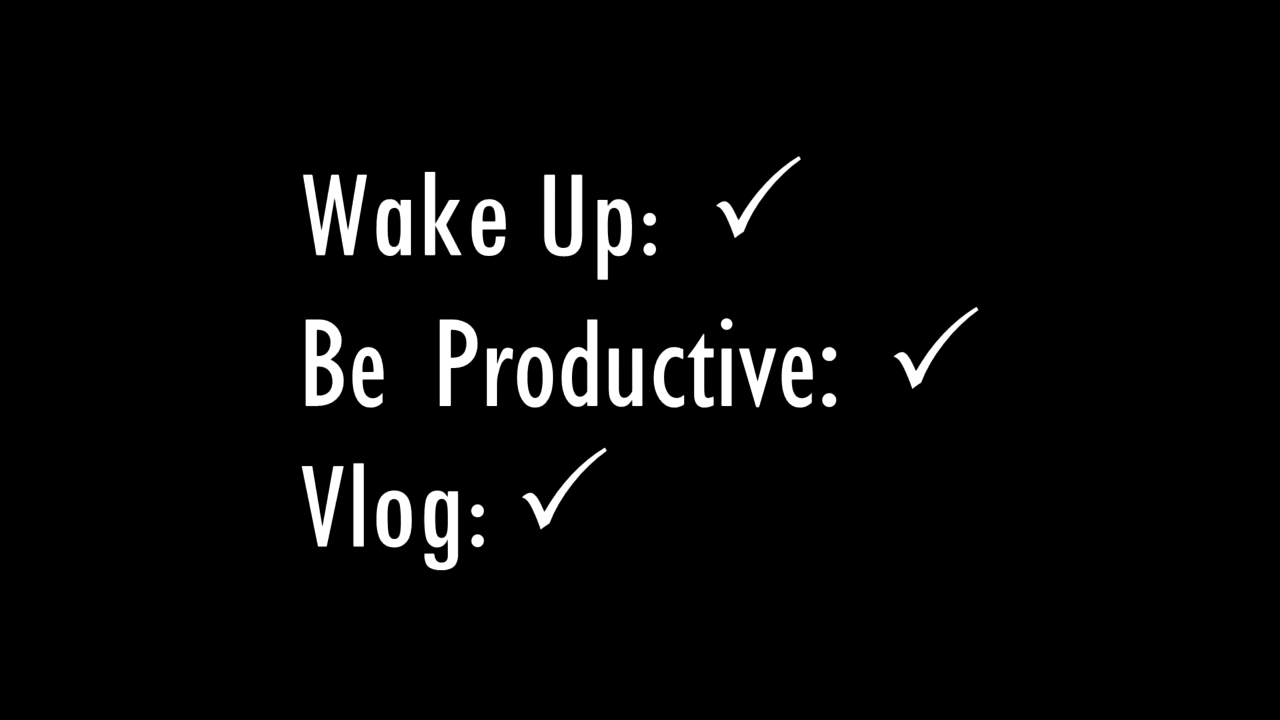 Wake Up: ✓
Be Productive: ✓
Vlog: ✓